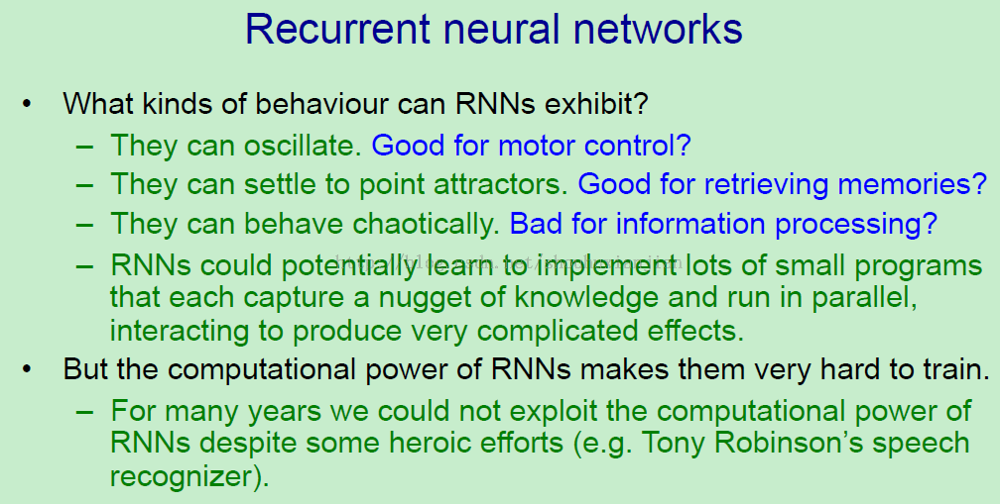 Recurrent neural networks
• What kinds of behaviour can RNNs exhibit?
– They can oscillate. Good for motor control?
– They can settle to point attractors. Good for retrieving memories?
– They can behave chaotically. Bad for information processing?
– RNNs could potentially learn to implement lots of small programs
that each capture a nugget of knowledge and run in parallel,
interacting to produce very complicated effects.
• But the computational power of RNNs makes them very hard to train.
– For many years we could not exploit the computational power of
RNNs despite some heroic efforts (e.g. Tony Robinson's speech
recognizer).